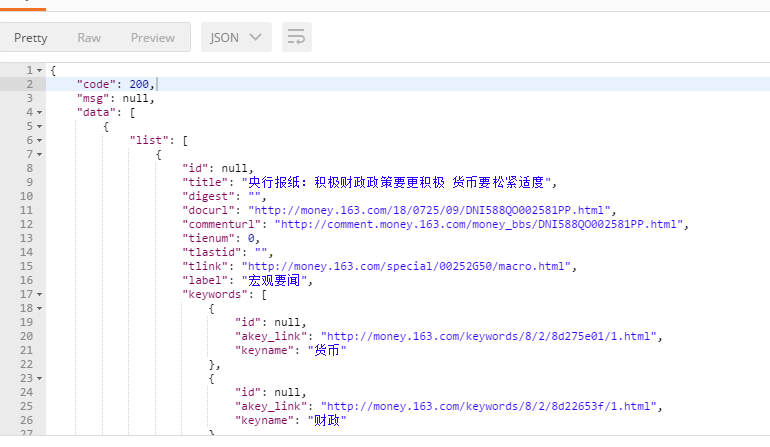 Pretty Raw Preview JSON
1 {
2 "code": 200,
3 "msg": null,
4 "data": [
5 {
6 "list": [
7 {
8 "id": null,
9 "title": "央行报纸: 积极财政政策要更积极 货币要松紧适度",
10 "digest": "",
11 "docurl": "http://money.163.com/18/0725/09/DNI588QO002581PP.html",
12 "commenturl": "http://comment.money.163.com/money_bbs/DNI588QO002581PP.html",
13 "tienum": 0,
14 "tlastid": "",
15 "tlink": "http://money.163.com/special/00252G50/macro.html",
16 "label": "宏观要闻",
17 "keywords": [
18 {
19 "id": null,
20 "akey_link": "http://money.163.com/keywords/8/2/8d275e01/1.html",
21 "keyname": "货币"
22 },
23 {
24 "id": null,
25 "akey_link": "http://money.163.com/keywords/8/2/8d22653f/1.html",
26 "keyname": "财政"
27 }